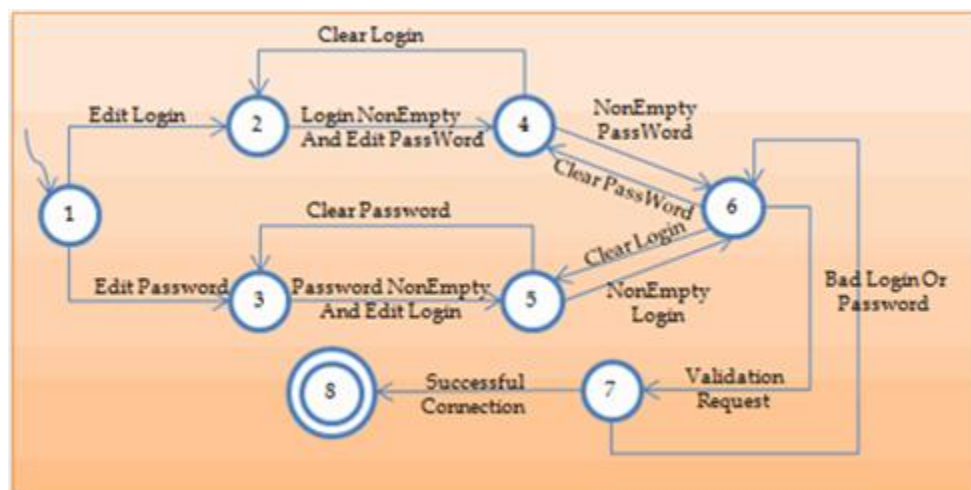 Clear Login
Edit Login
2
Login NonEmpty
And Edit PassWord
4
NonEmpty
PassWord
Clear PassWord
1
6
Clear Password
Clear Login
Edit Password
3
Password NonEmpty
And Edit Login
5
NonEmpty
Login
Bad Login Or
Password
8
Successful
Connection
7
Validation
Request